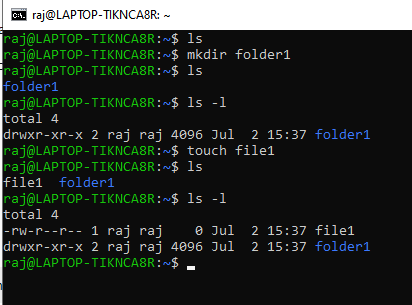 raj@LAPTOP-TIKNCA8R: ~
raj@LAPTOP-TIKNCA8R:~$ ls
raj@LAPTOP-TIKNCA8R:~$ mkdir folder1
raj@LAPTOP-TIKNCA8R:~$ ls
folder1
raj@LAPTOP-TIKNCA8R:~$ ls -l
total 4
drwxr-xr-x 2 raj raj 4096 Jul  2 15:37 folder1
raj@LAPTOP-TIKNCA8R:~$ touch file1
raj@LAPTOP-TIKNCA8R:~$ ls
file1  folder1
raj@LAPTOP-TIKNCA8R:~$ ls -l
total 4
-rw-r--r-- 1 raj raj    0 Jul  2 15:37 file1
drwxr-xr-x 2 raj raj 4096 Jul  2 15:37 folder1
raj@LAPTOP-TIKNCA8R:~$